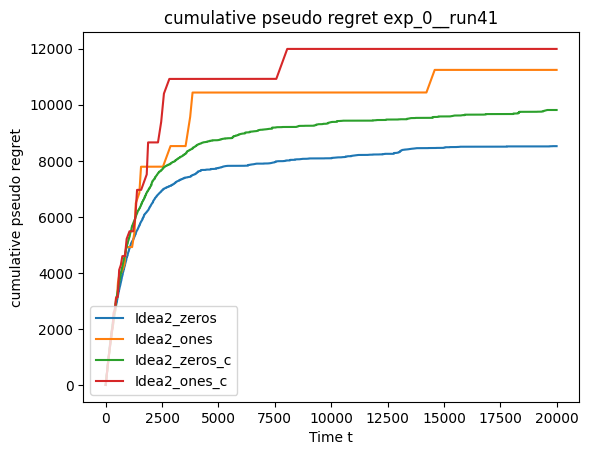 cumulative pseudo regret exp_0__run41
cumulative pseudo regret
12000
10000
8000
6000
4000
2000
0
Idea2_zeros
Idea2_ones
Idea2_zeros_c
Idea2_ones_c
0 2500 5000 7500 10000 12500 15000 17500 20000
Time t